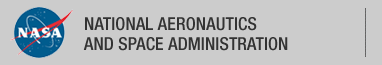 NASA
NATIONAL AERONAUTICS
AND SPACE ADMINISTRATION